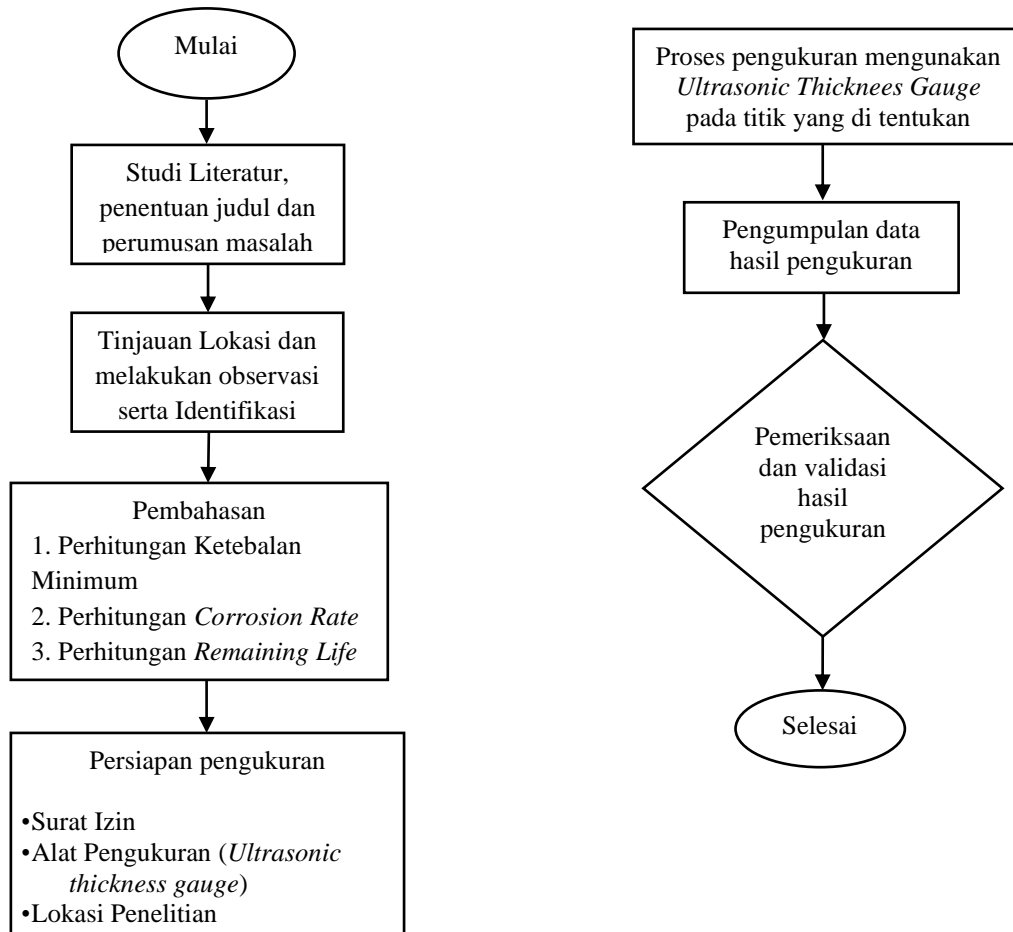 Mulai
Studi Literatur,
penentuan judul dan
perumusan masalah
Tinjauan Lokasi dan
melakukan observasi
serta Identifikasi
Pembahasan
1. Perhitungan Ketebalan
Minimum
2. Perhitungan Corrosion Rate
3. Perhitungan Remaining Life
Persiapan pengukuran
•Surat Izin
•Alat Pengukuran (Ultrasonic
thickness gauge)
•Lokasi Penelitian
Proses pengukuran mengunakan
Ultrasonic Thicknees Gauge
pada titik yang di tentukan
Pengumpulan data
hasil pengukuran
Pemeriksaan
dan validasi
hasil
pengukuran
Selesai